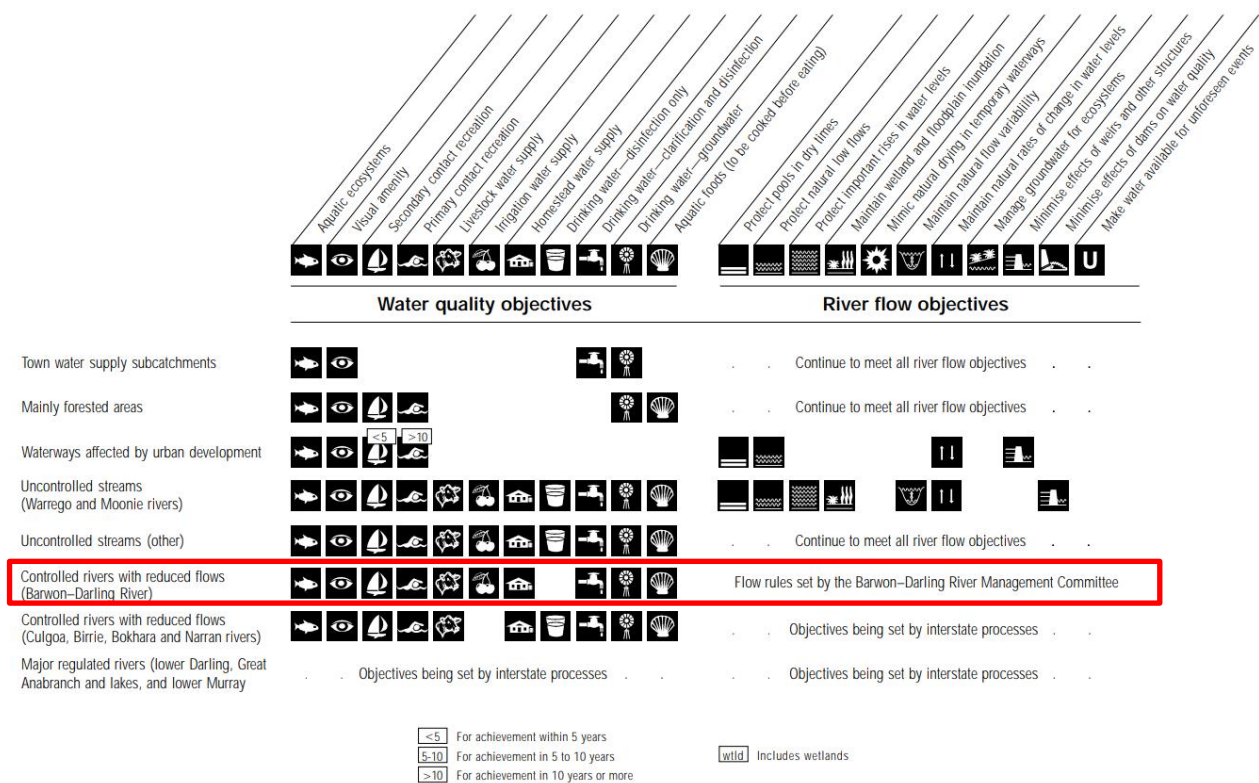 Aquatic ecosystems
Visual amenity
Secondary contact recreation
Primary contact recreation
Livestock water supply
Irrigation water supply
Homestead water supply
Drinking water—disinfection only
Drinking water—clarification and disinfection
Drinking water—groundwater
Aquatic foods (to be cooked before eating)
Protect pools in dry times
Protect natural low flows
Protect important rises in water levels
Maintain wetland and floodplain inundation
Mimic natural drying in temporary waterways
Maintain natural flow variability
Maintain natural rates of change in water levels
Manage groundwater for ecosystems
Minimise effects of weirs and other structures
Minimise effects of dams on water quality
Make water available for unforeseen events
U
Water quality objectives
River flow objectives
Town water supply subcatchments
. . Continue to meet all river flow objectives . .
Mainly forested areas
. . Continue to meet all river flow objectives . .
<5 >10
Waterways affected by urban development
Uncontrolled streams
(Warrego and Moonie rivers)
Uncontrolled streams (other)
. . Continue to meet all river flow objectives . .
Controlled rivers with reduced flows
(Barwon–Darling River)
Flow rules set by the Barwon–Darling River Management Committee
Controlled rivers with reduced flows
(Culgoa, Birrie, Bokhara and Narran rivers)
. . Objectives being set by interstate processes . .
Major regulated rivers (lower Darling, Great
Anabranch and lakes, and lower Murray
. . Objectives being set by interstate processes . .
. . Objectives being set by interstate processes . .
<5 For achievement within 5 years
5-10 For achievement in 5 to 10 years
>10 For achievement in 10 years or more
wtld Includes wetlands